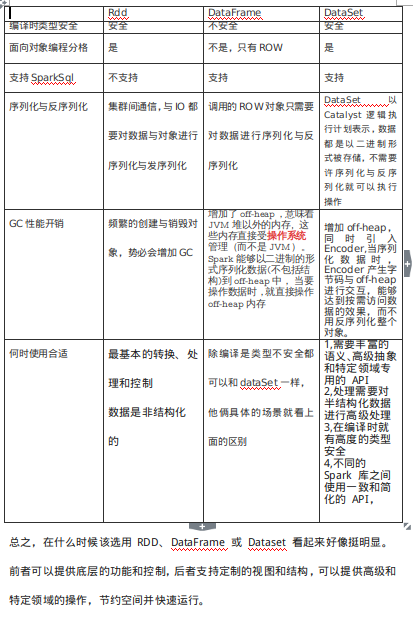 Rdd DataFrame DataSet
编译时类型安全 安全 不安全 安全
面向对象编程分格 是 不是，只有 ROW 是
支持 SparkSql 不支持 支持 支持
序列化与反序列化
集群间通信，与 IO 都
要对数据与对象进行
序列化与发序列化
调用的 ROW 对象只需要
对数据进行序列化与反
序列化
DataSet 以
Catalyst 逻辑执
行计划表示，数据
都是以二进制形
式被存储，不需要
许序列化与反序
列化就可以执行
操作
GC 性能开销
频繁的创建与销毁对
象，势必会增加 GC
增加了 off-heap，意味着
JVM 堆以外的内存，这
些内存直接受操作系统
管理（而不是 JVM），
Spark 能够以二进制的形
式序列化数据(不包括结
构)到 off-heap 中，当要
操作数据时，就直接操作
off-heap 内存
增加 off-heap，
同时引入
Encoder,当序列
化数据时，
Encoder 产生字
节码与 off-heap
进行交互，能够
达到按需访问数
据的效果，而不
用反序列化整个
对象。
何时使用合适
最基本的转换、处
理和控制
数据是非结构化
的
除编译是类型不安全都
可以和 dataSet 一样，
他俩具体的场景就看上
面的区别
1,需要丰富的
语义、高级抽象
和特定领域专
用的 API
2,处理需要对
半结构化数据
进行高级处理
3,在编译时就
有高度的类型
安全
4,不同的
Spark 库之间
使用一致和简
化的 API，
总之，在什么时候该选用 RDD、DataFrame 或 Dataset 看起来好像挺明显。
前者可以提供底层的功能和控制，后者支持定制的视图和结构，可以提供高级和
特定领域的操作，节约空间并快速运行。